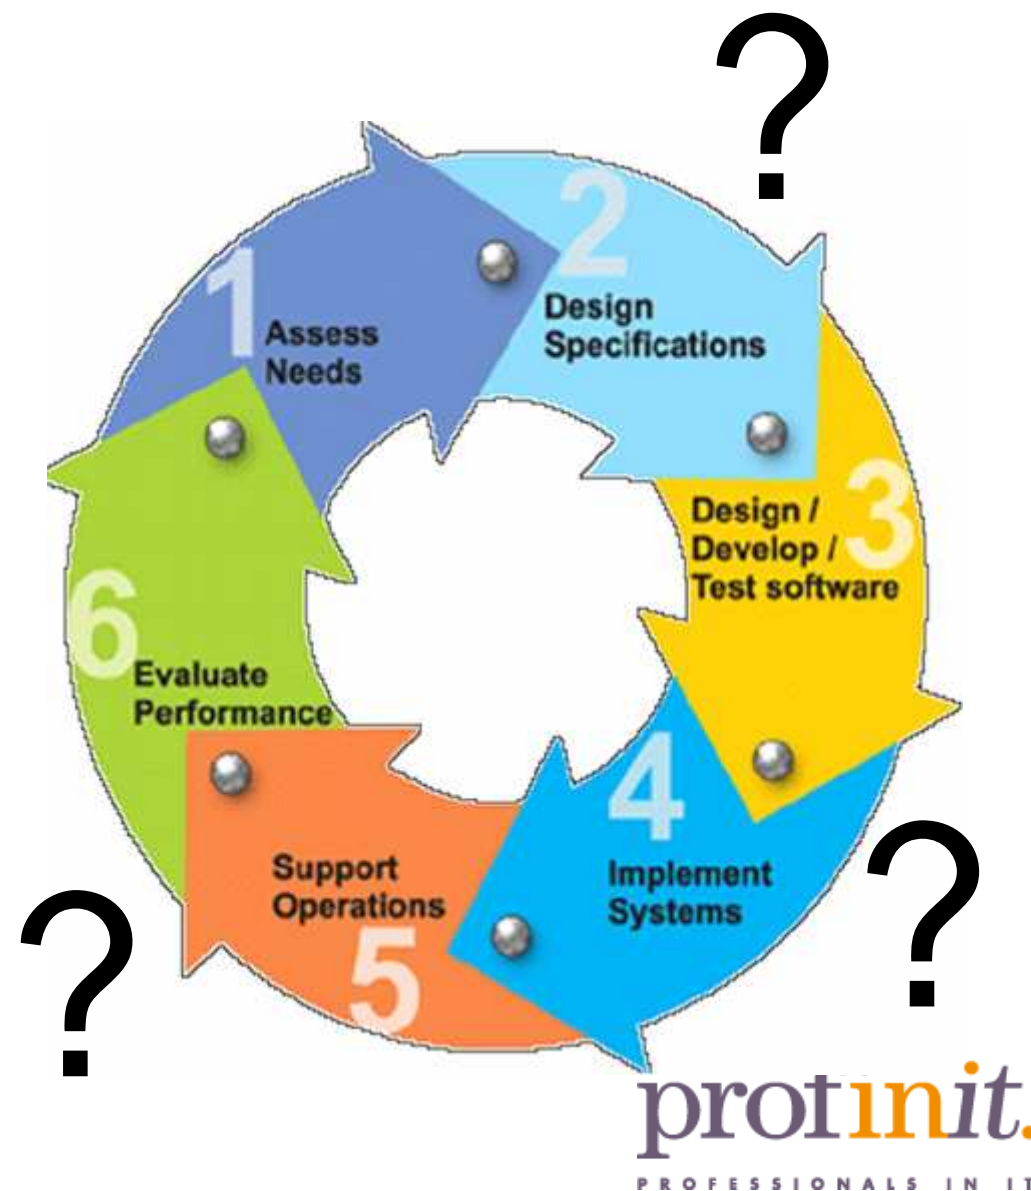 ?
1
Assess
Needs
2
Design
Specifications
3
Design /
Develop /
Test software
4
Implement
Systems
?
5
Support
Operations
?
6
Evaluate
Performance
profinit.
PROFESSIONALS IN IT